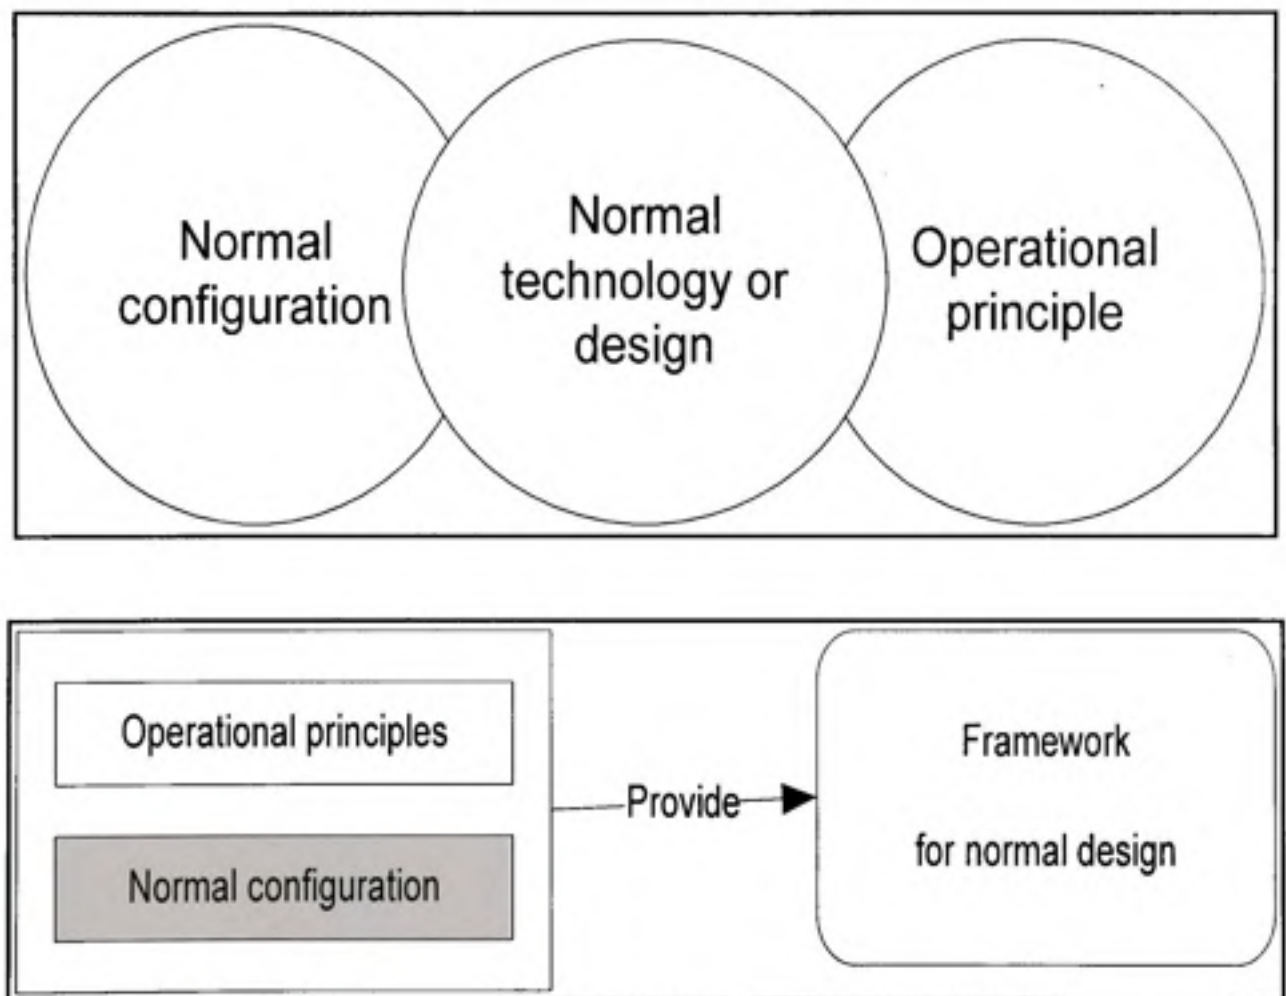 Normal
configuration
Normal
technology or
design
Operational
principle
Operational principles
Normal configuration
Provide
Framework
for normal design